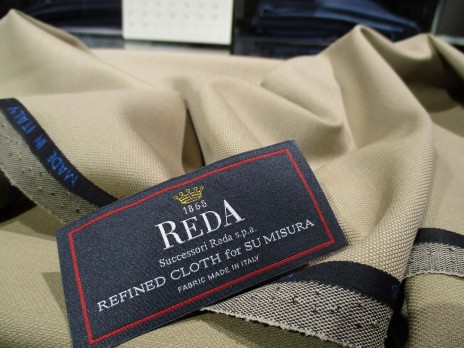 MADE IN ITALY
1865
REDA
Successori Reda s.p.a.
REFINED CLOTH for SU MISURA
FABRIC MADE IN ITALY